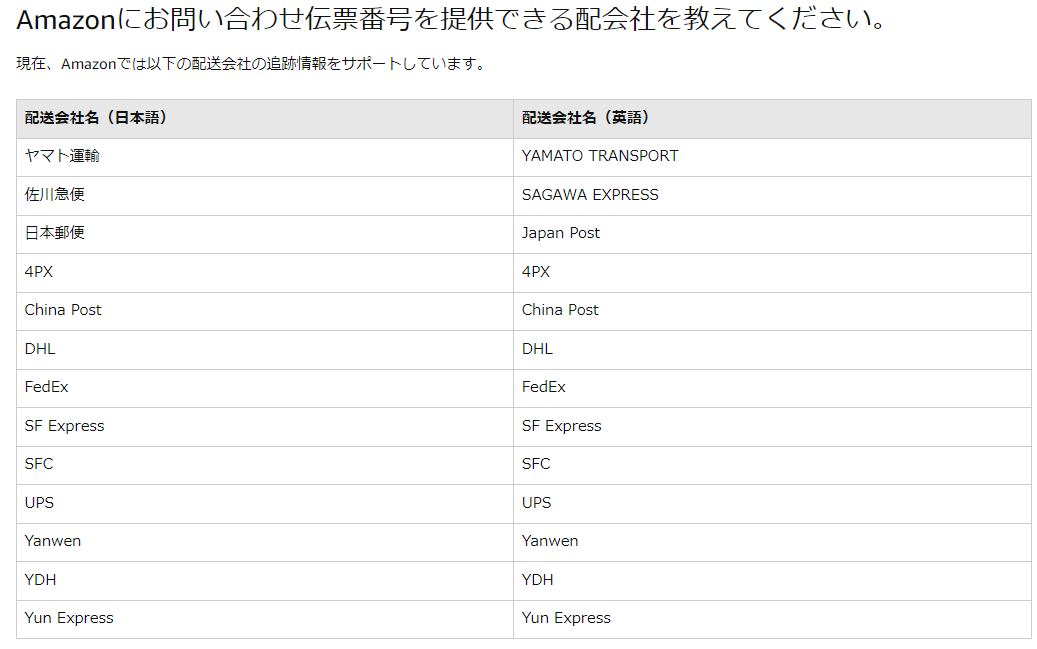 Amazonにお問い合わせ伝票番号を提供できる配会社を教えてください。
現在、Amazonでは以下の配送会社の追跡情報をサポートしています。
配送会社名（日本語） 配送会社名（英語）
ヤマト運輸 YAMATO TRANSPORT
佐川急便 SAGAWA EXPRESS
日本郵便 Japan Post
4PX 4PX
China Post China Post
DHL DHL
FedEx FedEx
SF Express SF Express
SFC SFC
UPS UPS
Yanwen Yanwen
YDH YDH
Yun Express Yun Express